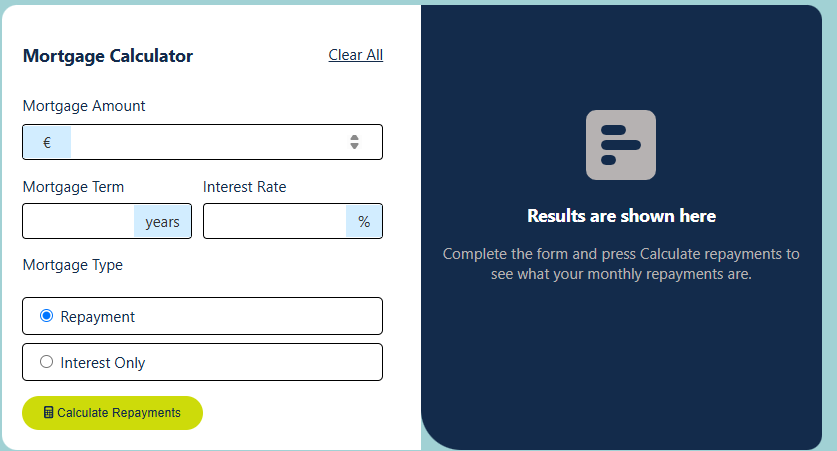 Mortgage Calculator
Clear All
Mortgage Amount
€
Mortgage Term
Interest Rate
years
%
Mortgage Type
Repayment
Interest Only
Calculate Repayments
Results are shown here
Complete the form and press Calculate repayments to
see what your monthly repayments are.